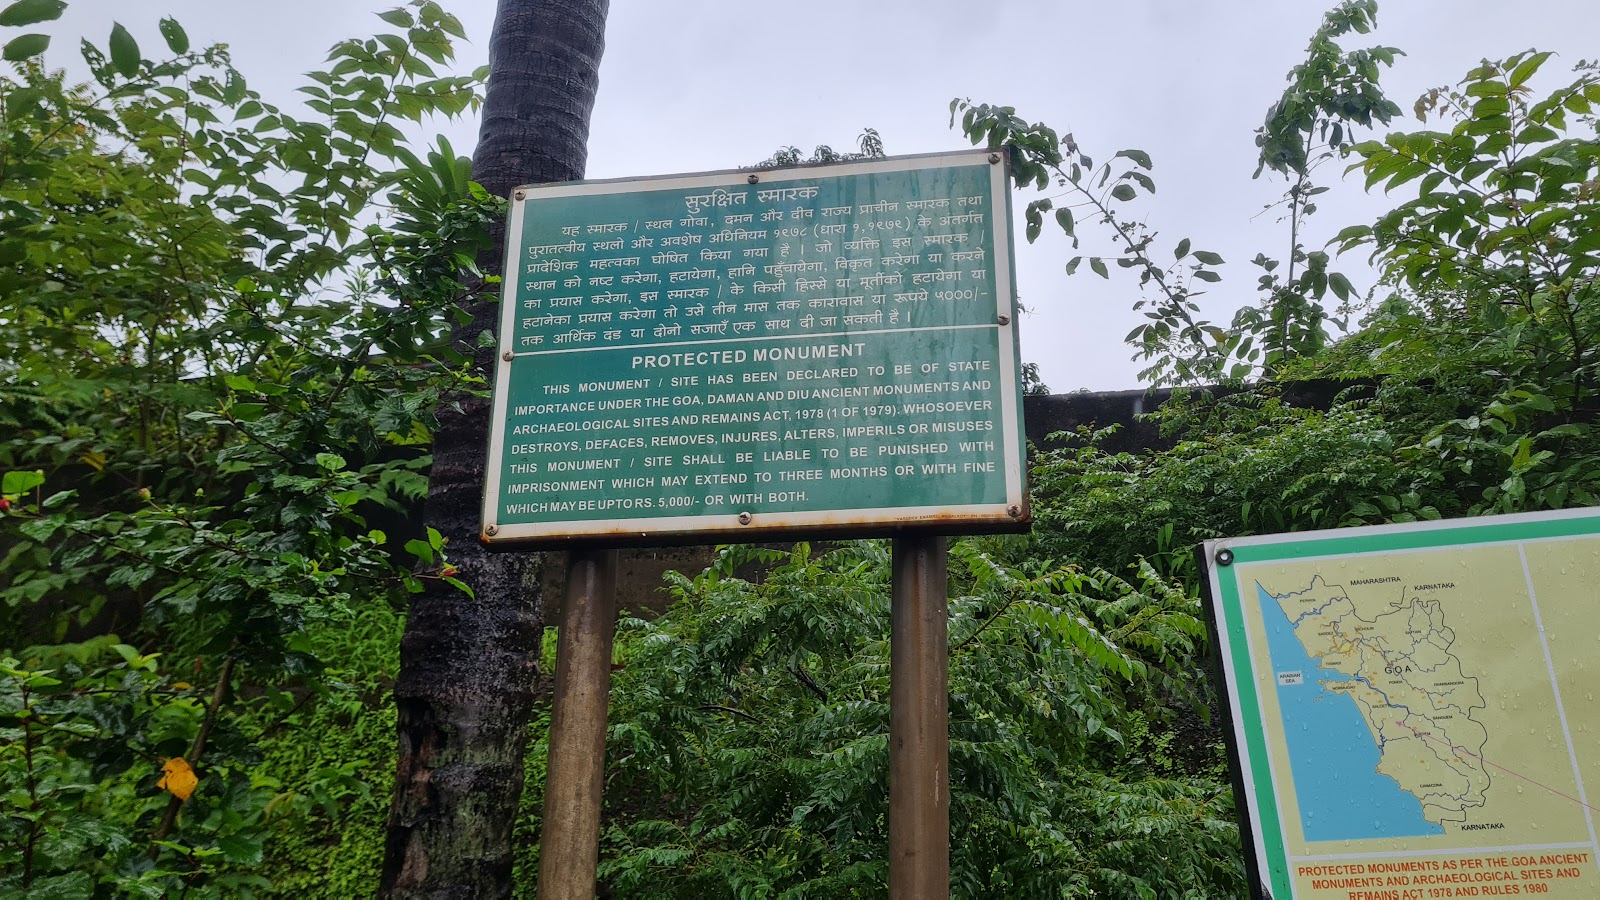 सुरक्षित स्मारक
यह स्मारक / स्थल गोवा, दमन और दीव राज्य प्राचीन स्मारक तथा
पुरातत्वीय स्थलो और अवशेष अधिनियम १९७८ (धारा १,१९७९) के अंतर्गत
प्रादेशिक महत्वका घोषित किया गया है । जो व्यक्ति इस स्मारक /
स्थान को नष्ट करेगा, हटायेगा, हानि पहुँचायेगा, विकृत करेगा या करने
का प्रयास करेगा, इस स्मारक / के किसी हिस्से या मूर्तीको हटायेगा या
हटानेका प्रयास करेगा तो उसे तीन मास तक कारावास या रूपये ५०००/-
तक आर्थिक दंड या दोनो सजाएँ एक साथ दी जा सकती है ।
PROTECTED MONUMENT
THIS MONUMENT / SITE HAS BEEN DECLARED TO BE OF STATE
IMPORTANCE UNDER THE GOA, DAMAN AND DIU ANCIENT MONUMENTS AND
ARCHAEOLOGICAL SITES AND REMAINS ACT, 1978 (1 OF 1979). WHOSOEVER
DESTROYS, DEFACES, REMOVES, INJURES, ALTERS, IMPERILS OR MISUSES
THIS MONUMENT / SITE SHALL BE LIABLE TO BE PUNISHED WITH
IMPRISONMENT WHICH MAY EXTEND TO THREE MONTHS OR WITH FINE
WHICH MAY BE UPTO RS. 5,000/- OR WITH BOTH.
MAHARASHTRA
KARNATAKA
GOA
ARABIAN
SEA
KARNATAKA
PROTECTED MONUMENTS AS PER THE GOA ANCIENT
MONUMENTS AND ARCHAEOLOGICAL SITES AND
REMAINS ACT 1978 AND RULES 1980